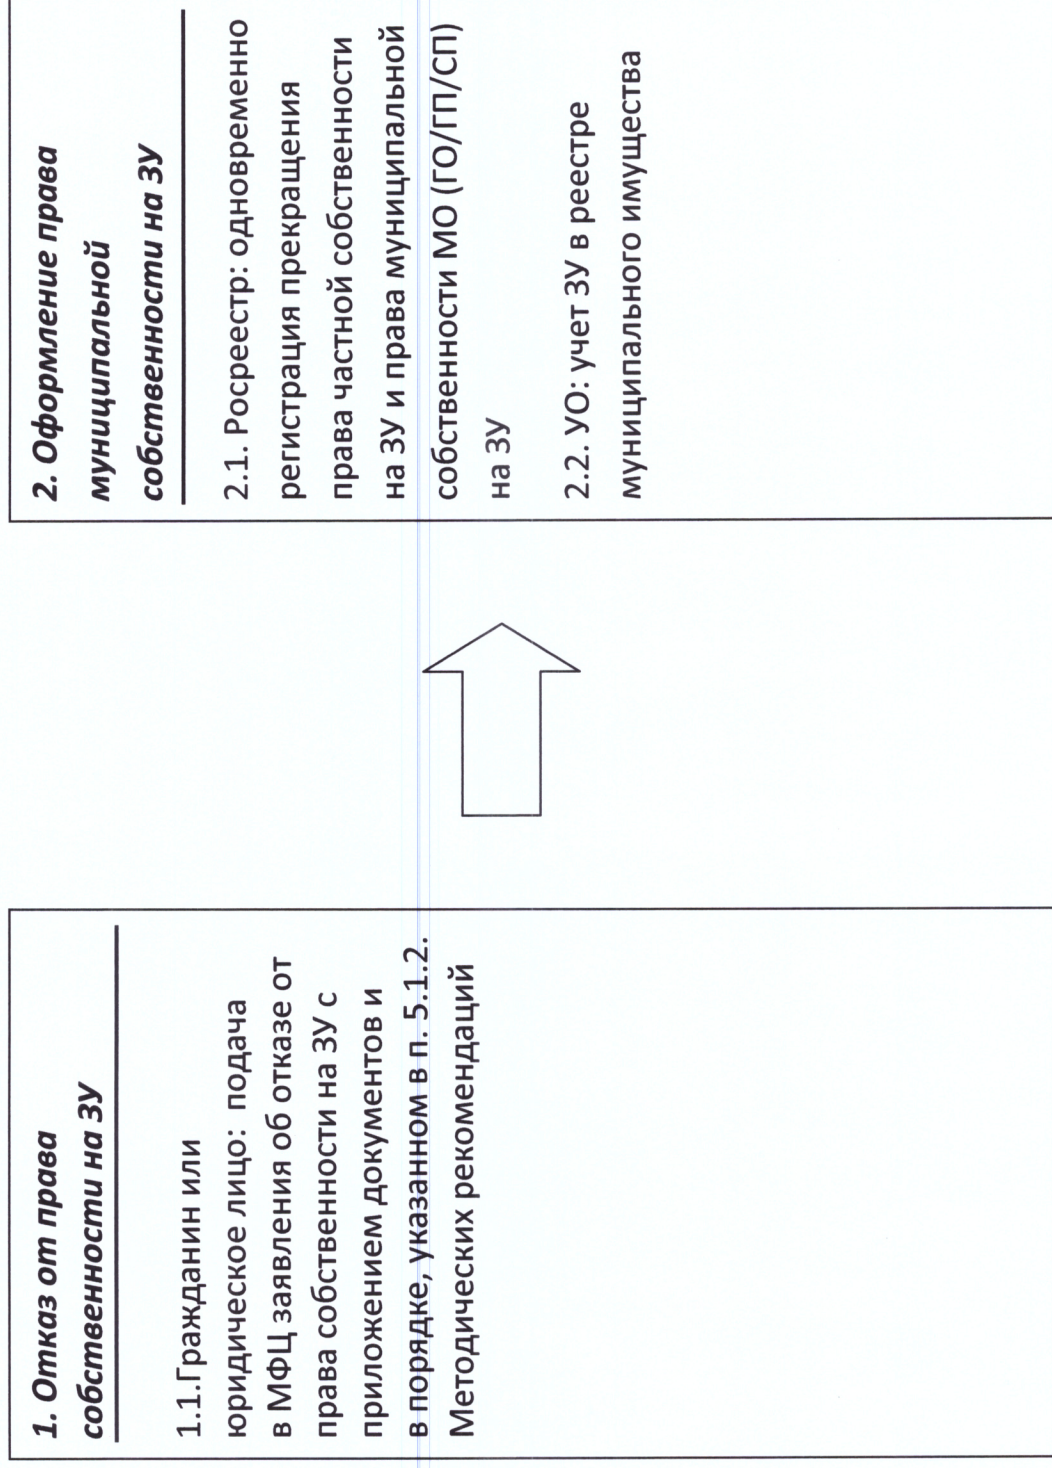 1. Отказ от права
собственности на ЗУ
1.1.Гражданин или
юридическое лицо: подача
в МФЦ заявления об отказе от
права собственности на ЗУ с
приложением документов и
в порядке, указанном в п. 5.1.2.
Методических рекомендаций
2. Оформление права
муниципальной
собственности на ЗУ
2.1. Росреестр: одновременно
регистрация прекращения
права частной собственности
на ЗУ и права муниципальной
собственности МО (ГО/ГП/СП)
на ЗУ
2.2. УО: учет ЗУ в реестре
муниципального имущества